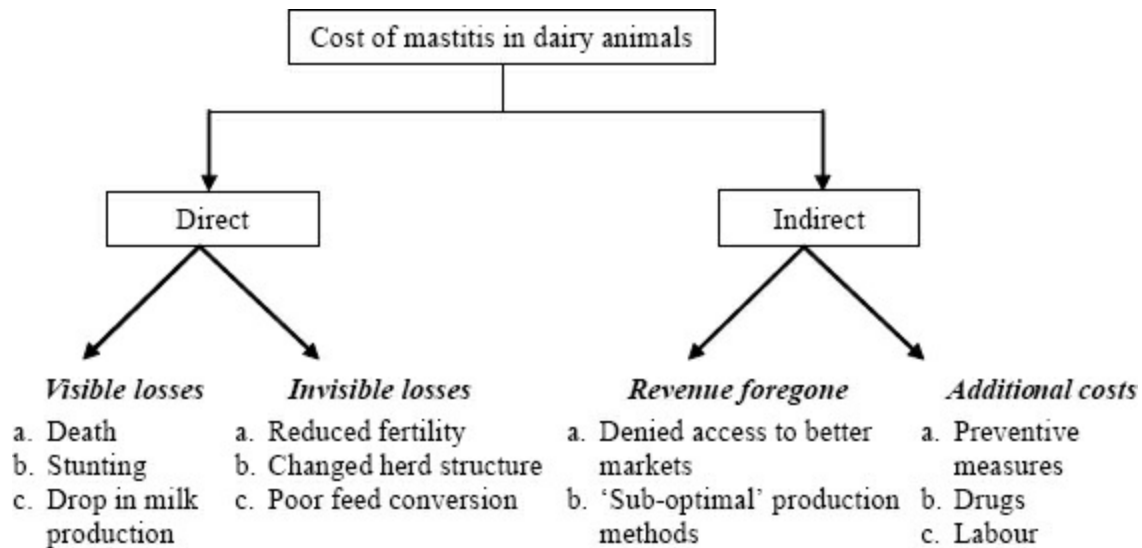 Cost of mastitis in dairy animals
Direct
Indirect
Visible losses
a. Death
b. Stunting
c. Drop in milk
production
Invisible losses
a. Reduced fertility
b. Changed herd structure
c. Poor feed conversion
Revenue foregone
a. Denied access to better
markets
b. ‘Sub-optimal’ production
methods
Additional costs
a. Preventive
measures
b. Drugs
c. Labour